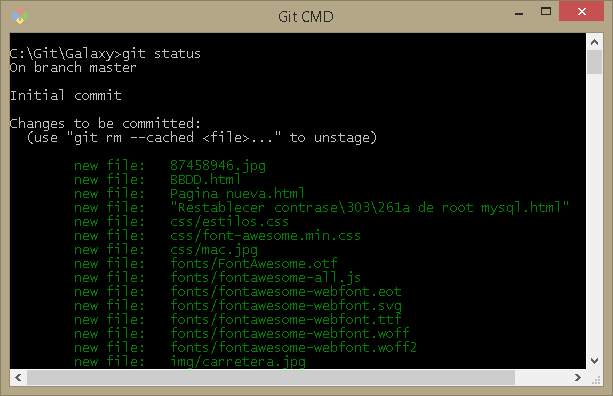 Git CMD
C:\Git\Galaxy>git status
On branch master
Initial commit
Changes to be committed:
(use "git rm --cached <file>..." to unstage)
new file: 87458946.jpg
new file: BBDD.html
new file: Pagina nueva.html
new file: "Restablecer contrase\303\261a de root mysql.html"
new file: css/estilos.css
new file: css/font-awesome.min.css
new file: css/mac.jpg
new file: fonts/FontAwesome.otf
new file: fonts/fontawesome-all.js
new file: fonts/fontawesome-webfont.eot
new file: fonts/fontawesome-webfont.svg
new file: fonts/fontawesome-webfont.ttf
new file: fonts/fontawesome-webfont.woff
new file: fonts/fontawesome-webfont.woff2
new file: img/carretera.jpg